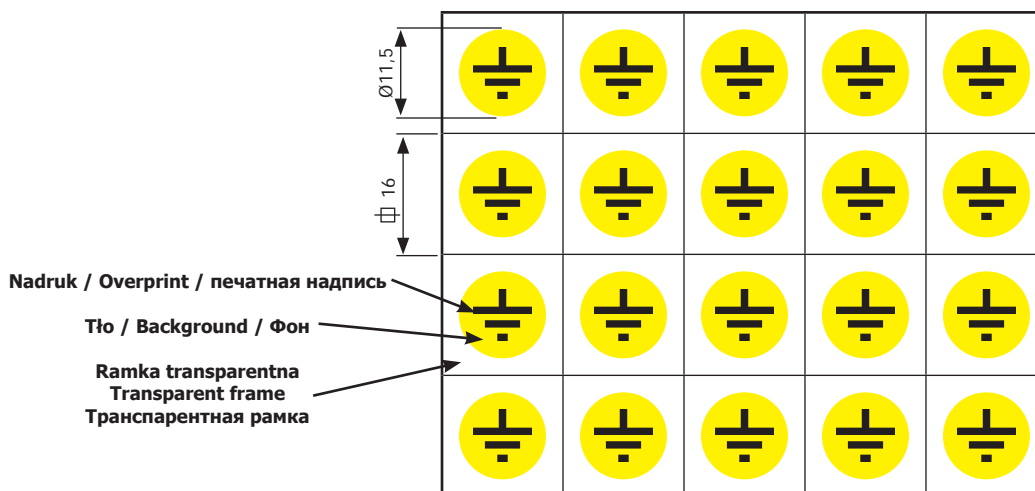 Ø11,5
16
Nadruk / Overprint / печатная надпись
Tło / Background / Фон
Ramka transparentna
Transparent frame
Транспарентная рамка